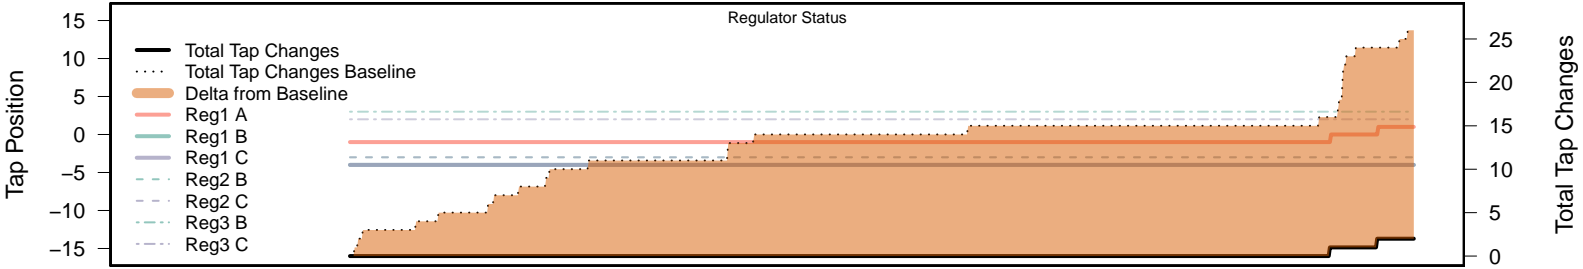 Regulator Status
Tap Position
15
10
5
0
−5
−10
−15
Total Tap Changes
Total Tap Changes Baseline
Delta from Baseline
Reg1 A
Reg1 B
Reg1 C
Reg2 B
Reg2 C
Reg3 B
Reg3 C
25
20
15
10
5
0
Total Tap Changes